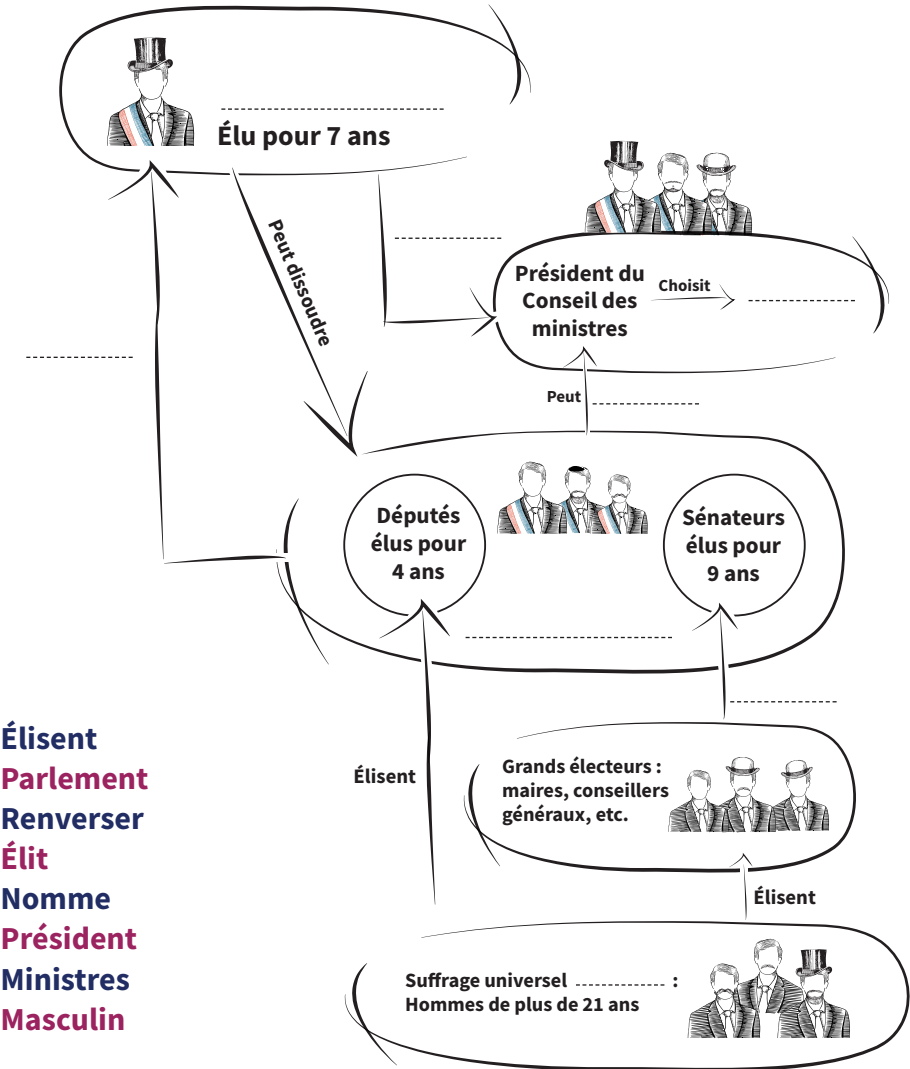 Élu pour 7 ans
Peut dissoudre
Président du
Conseil des
ministres
Choisit
Peut
Députés
élus pour
4 ans
Sénateurs
élus pour
9 ans
Élisent
Grands électeurs :
maires, conseillers
généraux, etc.
Élisent
Suffrage universel :
Hommes de plus de 21 ans
Élisent
Parlement
Renverser
Élit
Nomme
Président
Ministres
Masculin